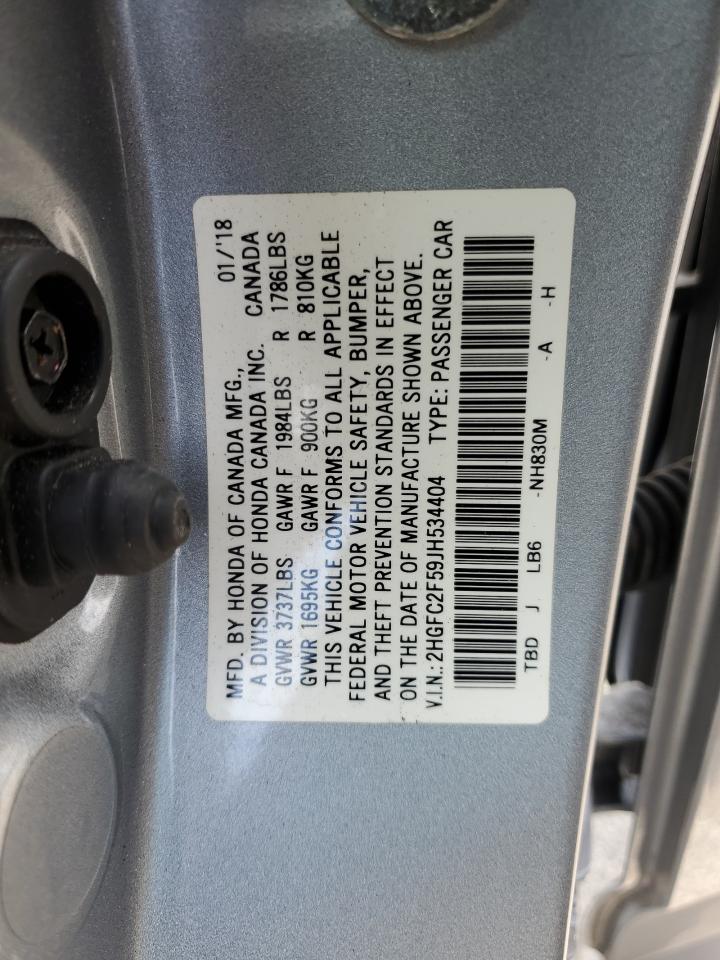 MFD. BY HONDA OF CANADA MFG., 01/'18
A DIVISION OF HONDA CANADA INC. CANADA
GVWR 3737LBS GAWR F 1984LBS R 1786LBS
GVWR 1695KG GAWR F 900KG R 810KG
THIS VEHICLE CONFORMS TO ALL APPLICABLE
FEDERAL MOTOR VEHICLE SAFETY, BUMPER,
AND THEFT PREVENTION STANDARDS IN EFFECT
ON THE DATE OF MANUFACTURE SHOWN ABOVE.
V.I.N.: 2HGFC2F59JH534404 TYPE: PASSENGER CAR
TBD J LB6 -NH830M -A -H